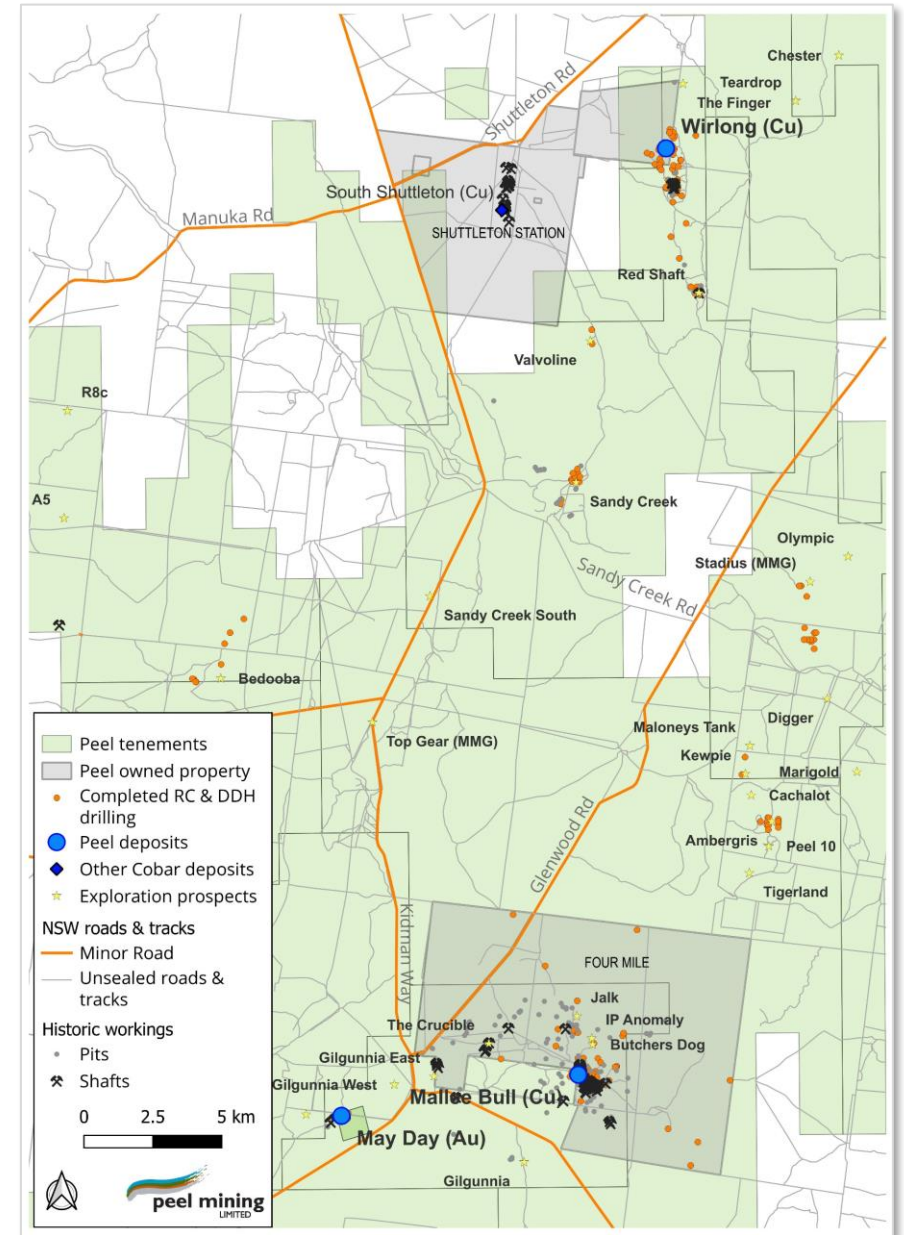 Chester
Teardrop
The Finger
Shuttleton Rd
Wirlong (Cu)
South Shuttleton (Cu)
Manuka Rd
SHUTTLETON STATION
Red Shaft
Valvoline
R8c
A5
Sandy Creek
Olympic
Stadius (MMG)
Sandy Creek Rd
Sandy Creek South
Bedooba
Digger
Maloneys Tank
Top Gear (MMG)
Kewpie
Marigold
Cachalot
Ambergris
Peel 10
Tigerland
Glenwood Rd
Kidman Way
FOUR MILE
Jalk
The Crucible
IP Anomaly
Butchers Dog
Gilgunnia East
Gilgunnia West
Mallee Bull (Cu)
May Day (Au)
Gilgunnia
Peel tenements
Peel owned property
Completed RC & DDH
drilling
Peel deposits
Other Cobar deposits
Exploration prospects
NSW roads & tracks
Minor Road
Unsealed roads &
tracks
Historic workings
Pits
Shafts
0 2.5 5 km
peel mining
LIMITED